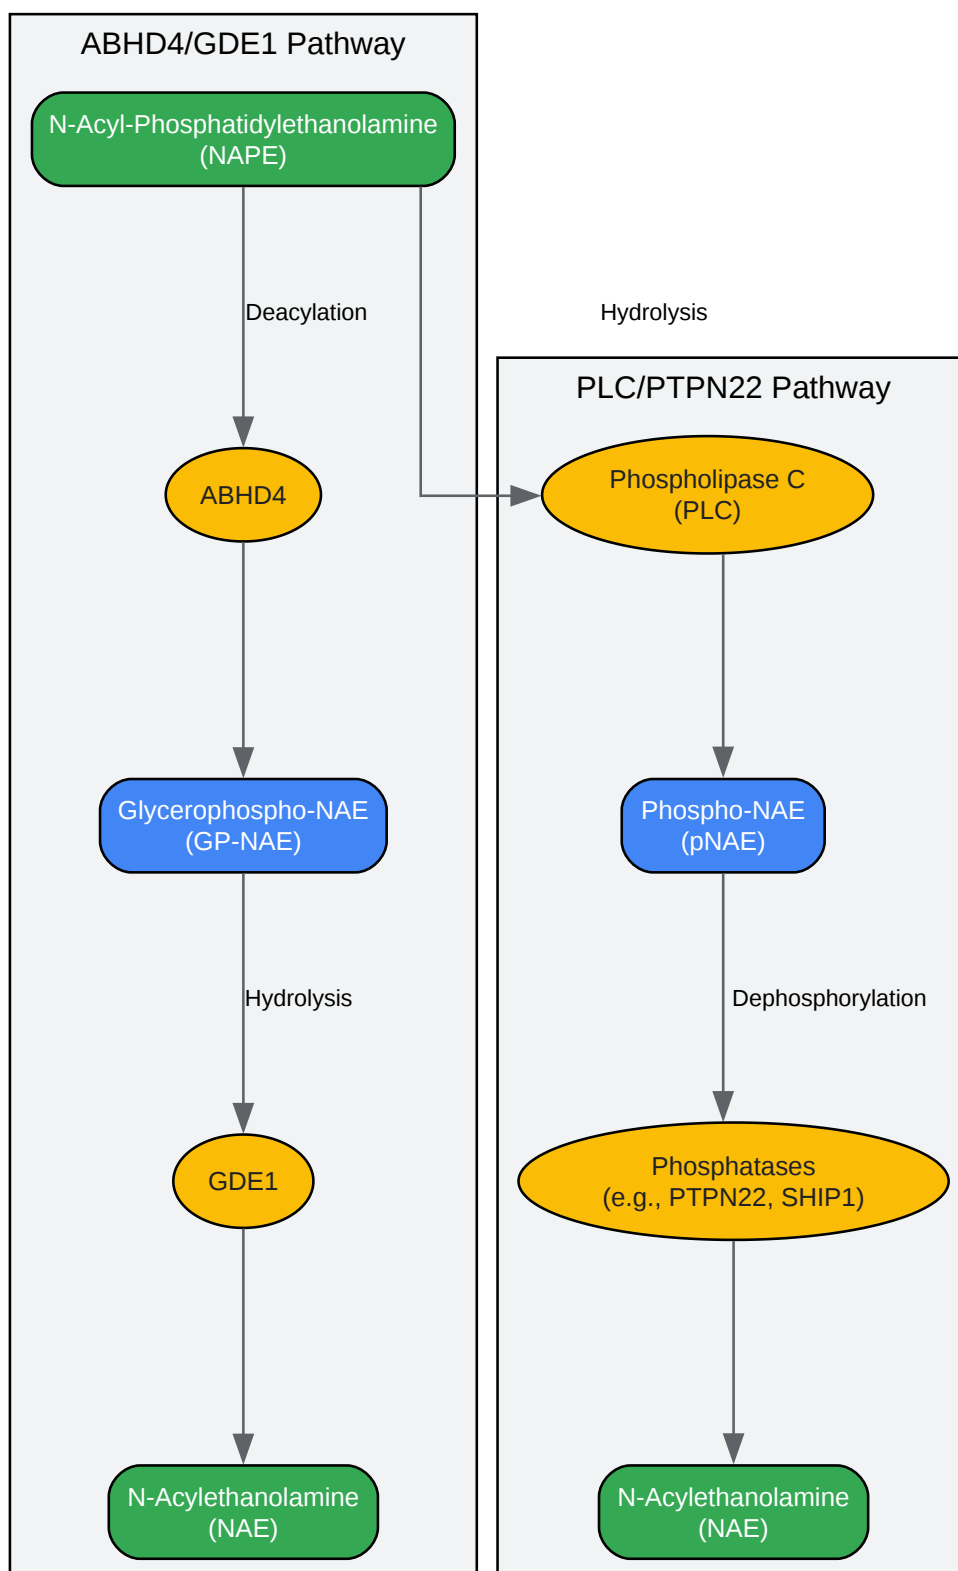 ABHD4/GDE1 Pathway
N-Acyl-Phosphatidylethanolamine
(NAPE)
Deacylation
ABHD4
Glycerophospho-NAE
(GP-NAE)
Hydrolysis
GDE1
N-Acylethanolamine
(NAE)
Hydrolysis
PLC/PTPN22 Pathway
Phospholipase C
(PLC)
Phospho-NAE
(pNAE)
Dephosphorylation
Phosphatases
(e.g., PTPN22, SHIP1)
N-Acylethanolamine
(NAE)